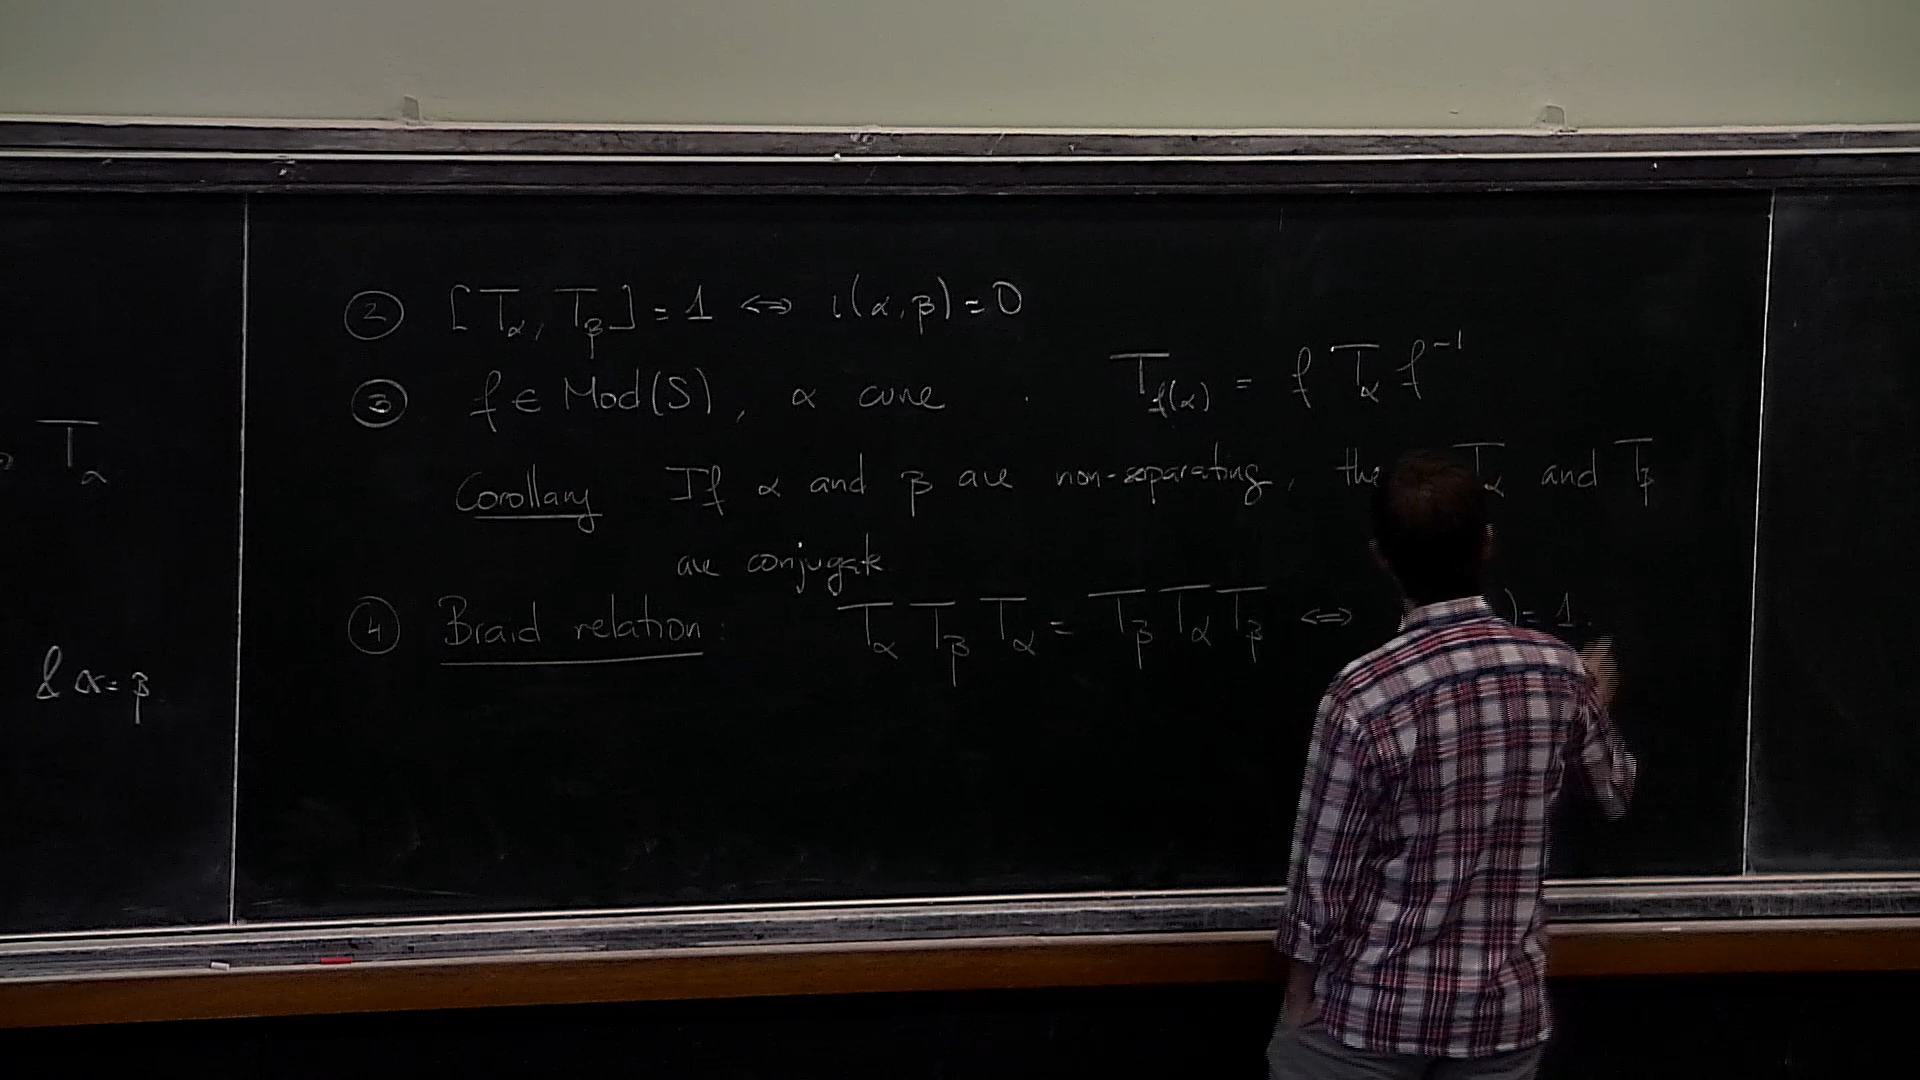 T_α
& α = β
② [T_α, T_β] = 1 ⇔ i(α, β) = 0
③ f ∈ Mod(S), α curve . T_{f(α)} = f T_α f^{-1}
Corollary If α and β are non-separating, the T_α and T_β
are conjugate
④ Braid relation: T_α T_β T_α = T_β T_α T_β ⇔ ) = 1.